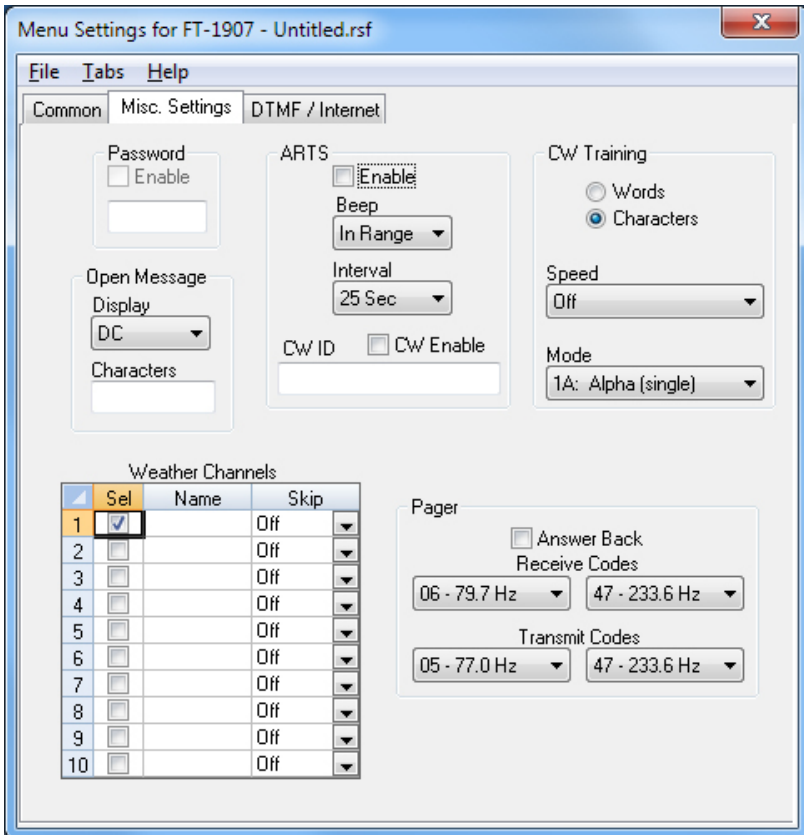 Menu Settings for FT-1907 - Untitled.rsf
File Tabs Help
Common Misc. Settings DTMF / Internet
Password
Enable
Open Message
Display
DC
Characters
ARTS
Enable
Beep
In Range
Interval
25 Sec
CW ID CW Enable
CW Training
Words
Characters
Speed
Off
Mode
1A: Alpha (single)
Weather Channels
Sel Name Skip
1 Off
2 Off
3 Off
4 Off
5 Off
6 Off
7 Off
8 Off
9 Off
10 Off
Pager
Answer Back
Receive Codes
06 - 79.7 Hz 47 - 233.6 Hz
Transmit Codes
05 - 77.0 Hz 47 - 233.6 Hz